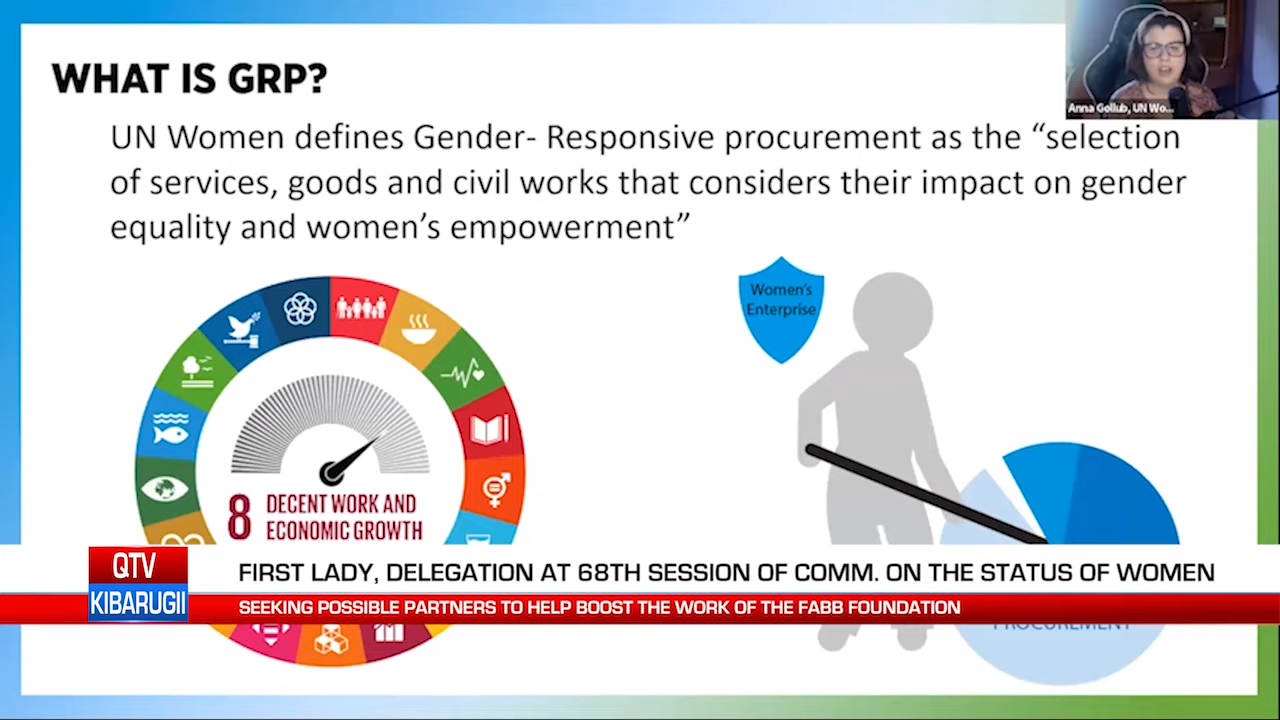 WHAT IS GRP?
Anna Gollub, UN Wo...
UN Women defines Gender- Responsive procurement as the “selection
of services, goods and civil works that considers their impact on gender
equality and women’s empowerment”
Women's
Enterprise
8 DECENT WORK AND
ECONOMIC GROWTH
QTV
KIBARUGII
FIRST LADY, DELEGATION AT 68TH SESSION OF COMM. ON THE STATUS OF WOMEN
SEEKING POSSIBLE PARTNERS TO HELP BOOST THE WORK OF THE FABB FOUNDATION
PROCUREMENT